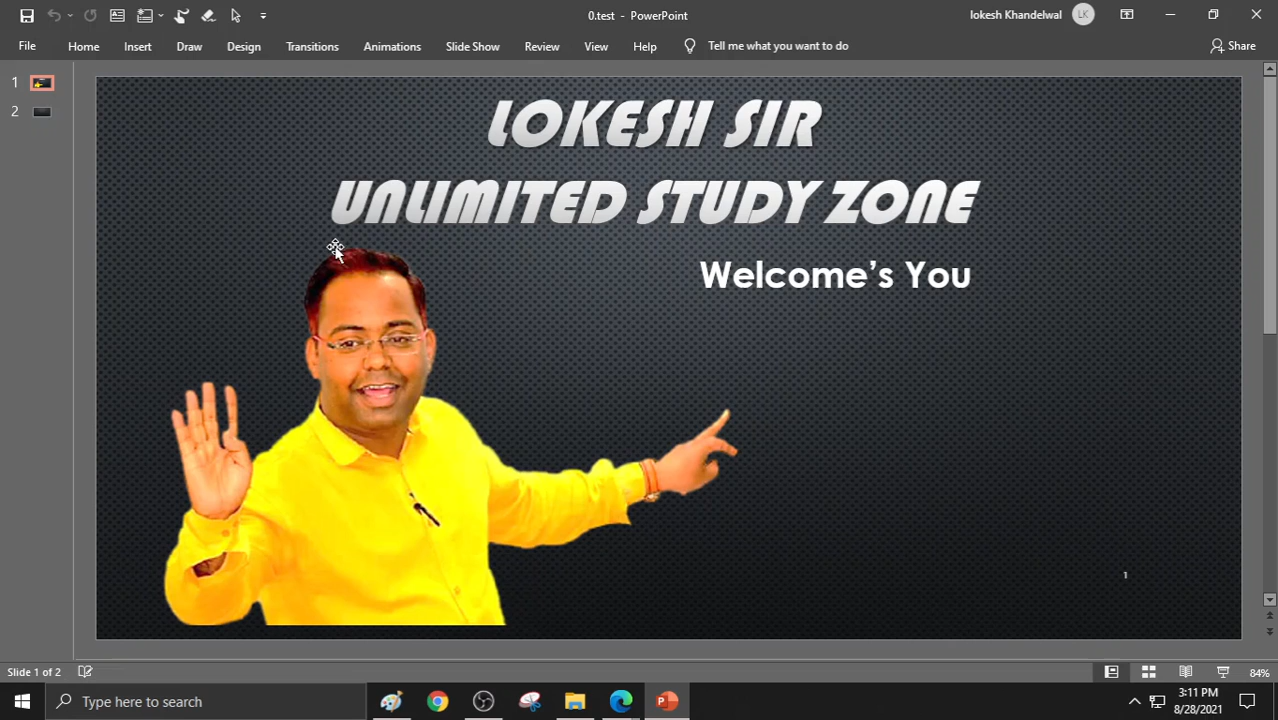 0.test - PowerPoint
lokesh Khandelwal
LK
File Home Insert Draw Design Transitions Animations Slide Show Review View Help Tell me what you want to do Share
1
2
LOKESH SIR
UNLIMITED STUDY ZONE
Welcome’s You
1
Slide 1 of 2
84%
Type here to search
3:11 PM
8/28/2021